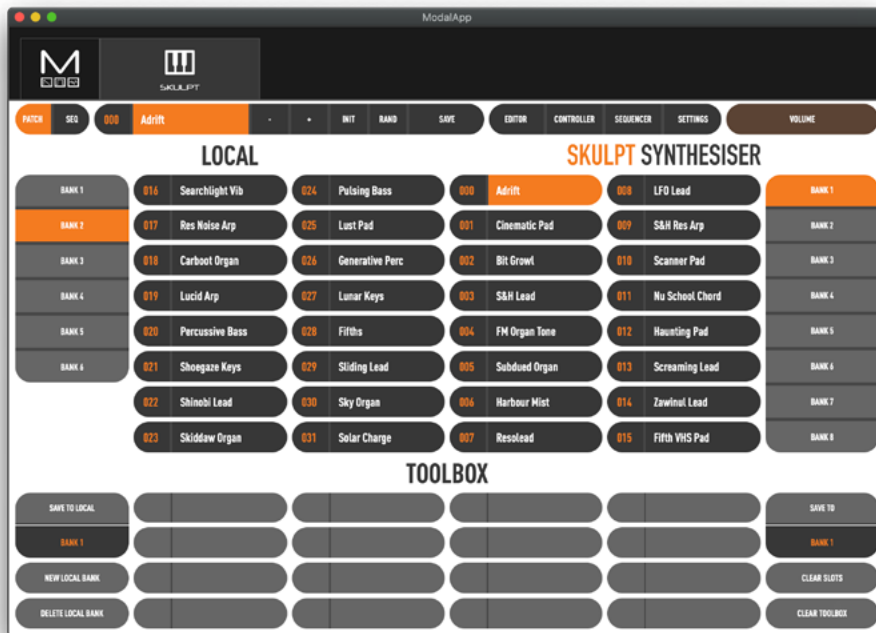 ModalApp
SKULPT
PATCH SEQ 000 Adrift - + INIT RAND SAVE EDITOR CONTROLLER SEQUENCER SETTINGS VOLUME
LOCAL SKULPT SYNTHESISER
BANK 1 016 Searchlight Vib 024 Pulsing Bass 000 Adrift 008 LFO Lead BANK 1
BANK 2 017 Res Noise Arp 025 Lust Pad 001 Cinematic Pad 009 S&H Res Arp BANK 2
BANK 3 018 Carboot Organ 026 Generative Perc 002 Bit Growl 010 Scanner Pad BANK 3
BANK 4 019 Lucid Arp 027 Lunar Keys 003 S&H Lead 011 Nu School Chord BANK 4
BANK 5 020 Percussive Bass 028 Fifths 004 FM Organ Tone 012 Haunting Pad BANK 5
BANK 6 021 Shoegaze Keys 029 Sliding Lead 005 Subdued Organ 013 Screaming Lead BANK 6
022 Shinobi Lead 030 Sky Organ 006 Harbour Mist 014 Zawinul Lead BANK 7
023 Skiddaw Organ 031 Solar Charge 007 Resolead 015 Fifth VHS Pad BANK 8
TOOLBOX
SAVE TO LOCAL SAVE TO
BANK 1 BANK 1
NEW LOCAL BANK CLEAR SLOTS
DELETE LOCAL BANK CLEAR TOOLBOX